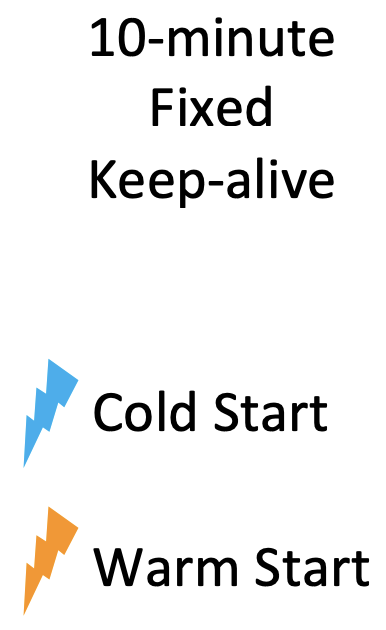 10-minute
Fixed
Keep-alive
Cold Start
Warm Start